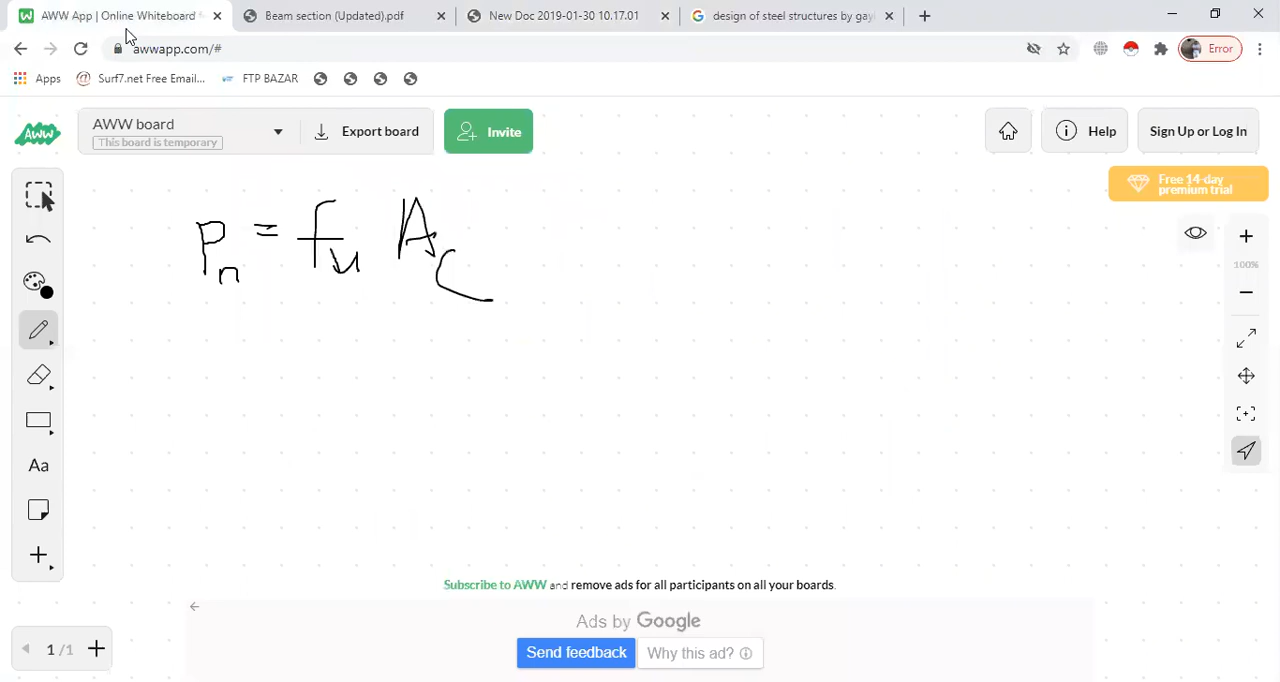 AWW App | Online Whiteboard
Beam section (Updated).pdf
New Doc 2019-01-30 10.17.01
design of steel structures by gayl
awwapp.com/#
Error
Apps
Surf7.net Free Email...
FTP BAZAR
AWW
AWW board
This board is temporary
Export board
Invite
Help
Sign Up or Log In
Free 14-day
premium trial
Pn = fu Ac
100%
Aa
Subscribe to AWW and remove ads for all participants on all your boards.
Ads by Google
Send feedback
Why this ad?
1 /1